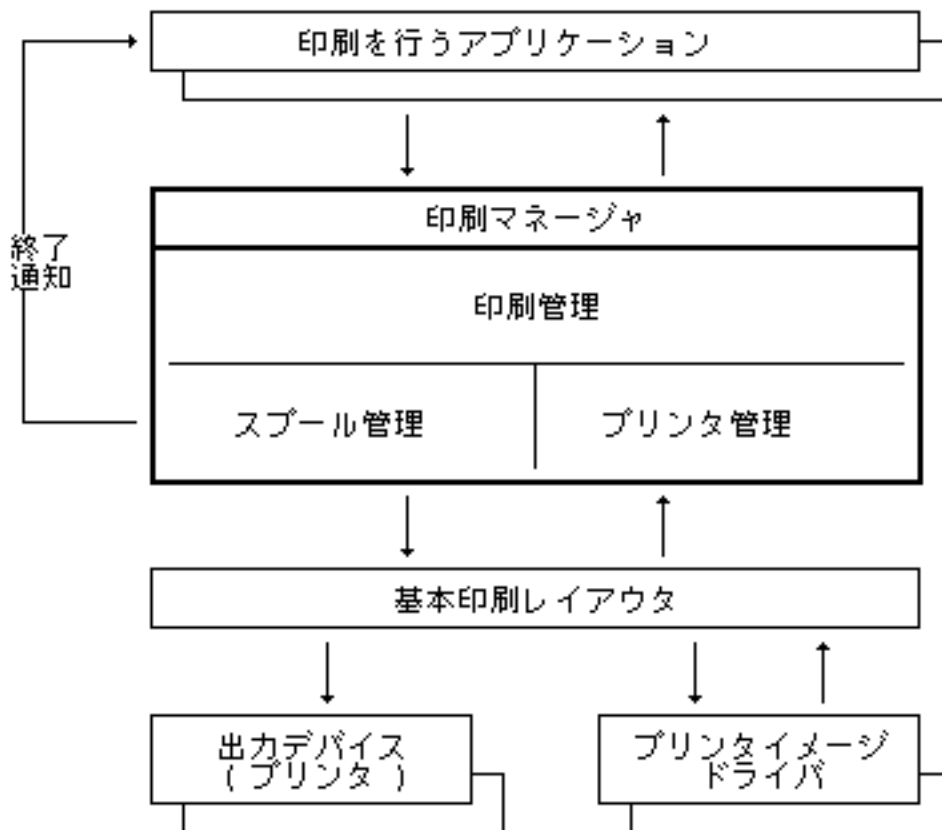 印刷を行うアプリケーション
印刷マネージャ
終了
通知
印刷管理
スプール管理
プリンタ管理
基本印刷レイアウタ
出力デバイス
(プリンタ)
プリンタイメージ
ドライバ